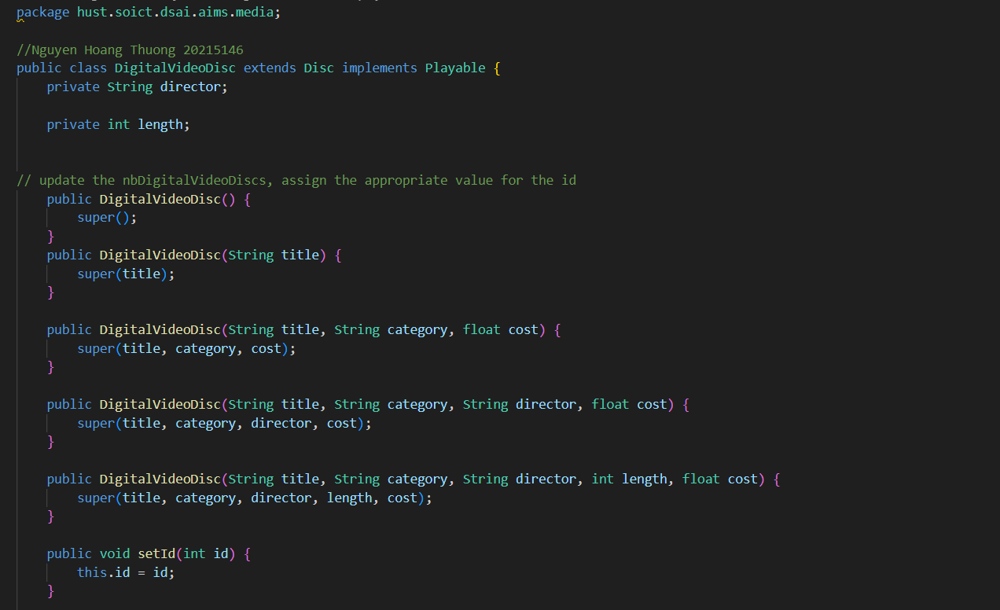 package hust.soict.dsai.aims.media;
//Nguyen Hoang Thuong 20215146
public class DigitalVideoDisc extends Disc implements Playable {
    private String director;
    private int length;
// update the nbDigitalVideoDiscs, assign the appropriate value for the id
    public DigitalVideoDisc() {
        super();
    }
    public DigitalVideoDisc(String title) {
        super(title);
    }
    public DigitalVideoDisc(String title, String category, float cost) {
        super(title, category, cost);
    }
    public DigitalVideoDisc(String title, String category, String director, float cost) {
        super(title, category, director, cost);
    }
    public DigitalVideoDisc(String title, String category, String director, int length, float cost) {
        super(title, category, director, length, cost);
    }
    public void setId(int id) {
        this.id = id;
    }